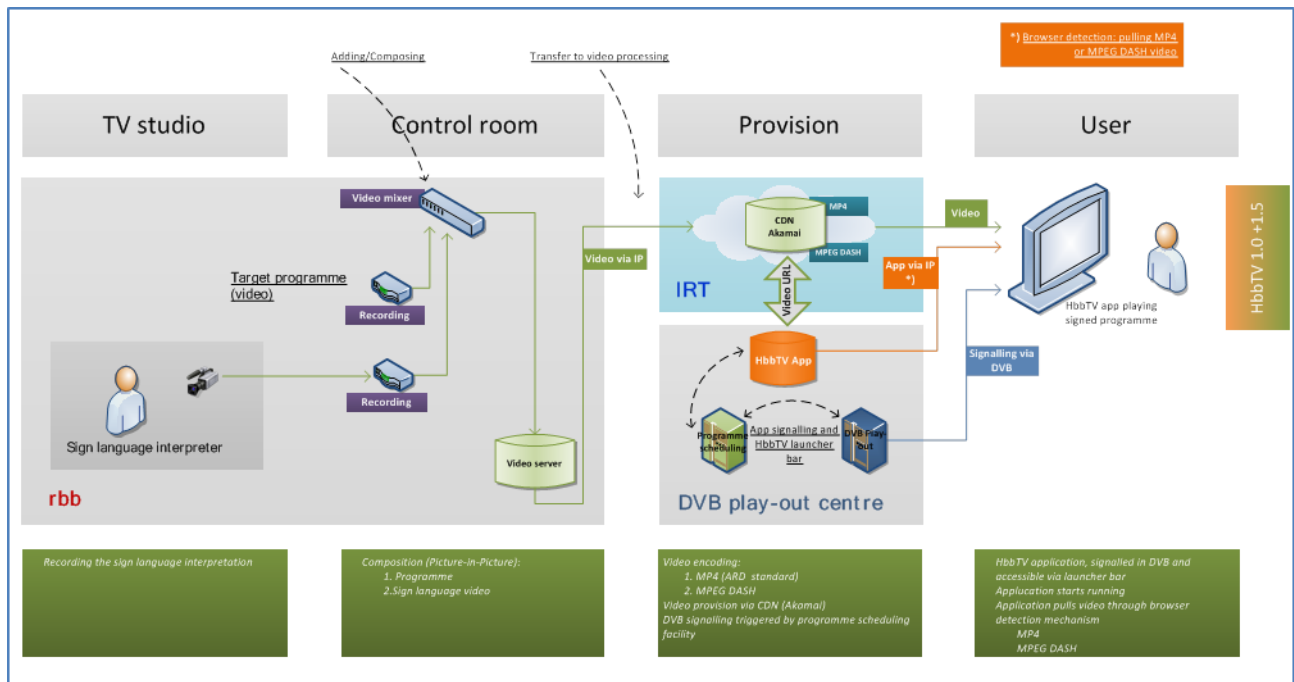 Adding/Composing
Transfer to video processing
*) Browser detection: pulling MP4
or MPEG DASH video
TV studio
Control room
Provision
User
Video mixer
Target programme
(video)
Recording
Recording
Sign language interpreter
rbb
Video server
Video via IP
CDN
Akamai
MP4
MPEG DASH
IRT
Video URL
HbbTV App
Programme
scheduling
App signalling and
HbbTV launcher
bar
DVB Play-
out
DVB play-out centre
Video
App via IP
*)
Signalling via
DVB
HbbTV app playing
signed programme
HbbTV 1.0 +1.5
Recording the sign language interpretation
Composition (Picture-in-Picture):
1. Programme
2.Sign language video
Video encoding:
1. MP4 (ARD standard)
2. MPEG DASH
Video provision via CDN (Akamai)
DVB signalling triggered by programme scheduling
facility
HbbTV application, signalled in DVB and
accessible via launcher bar
Applucation starts running
Application pulls video through browser
detection mechanism
MP4
MPEG DASH